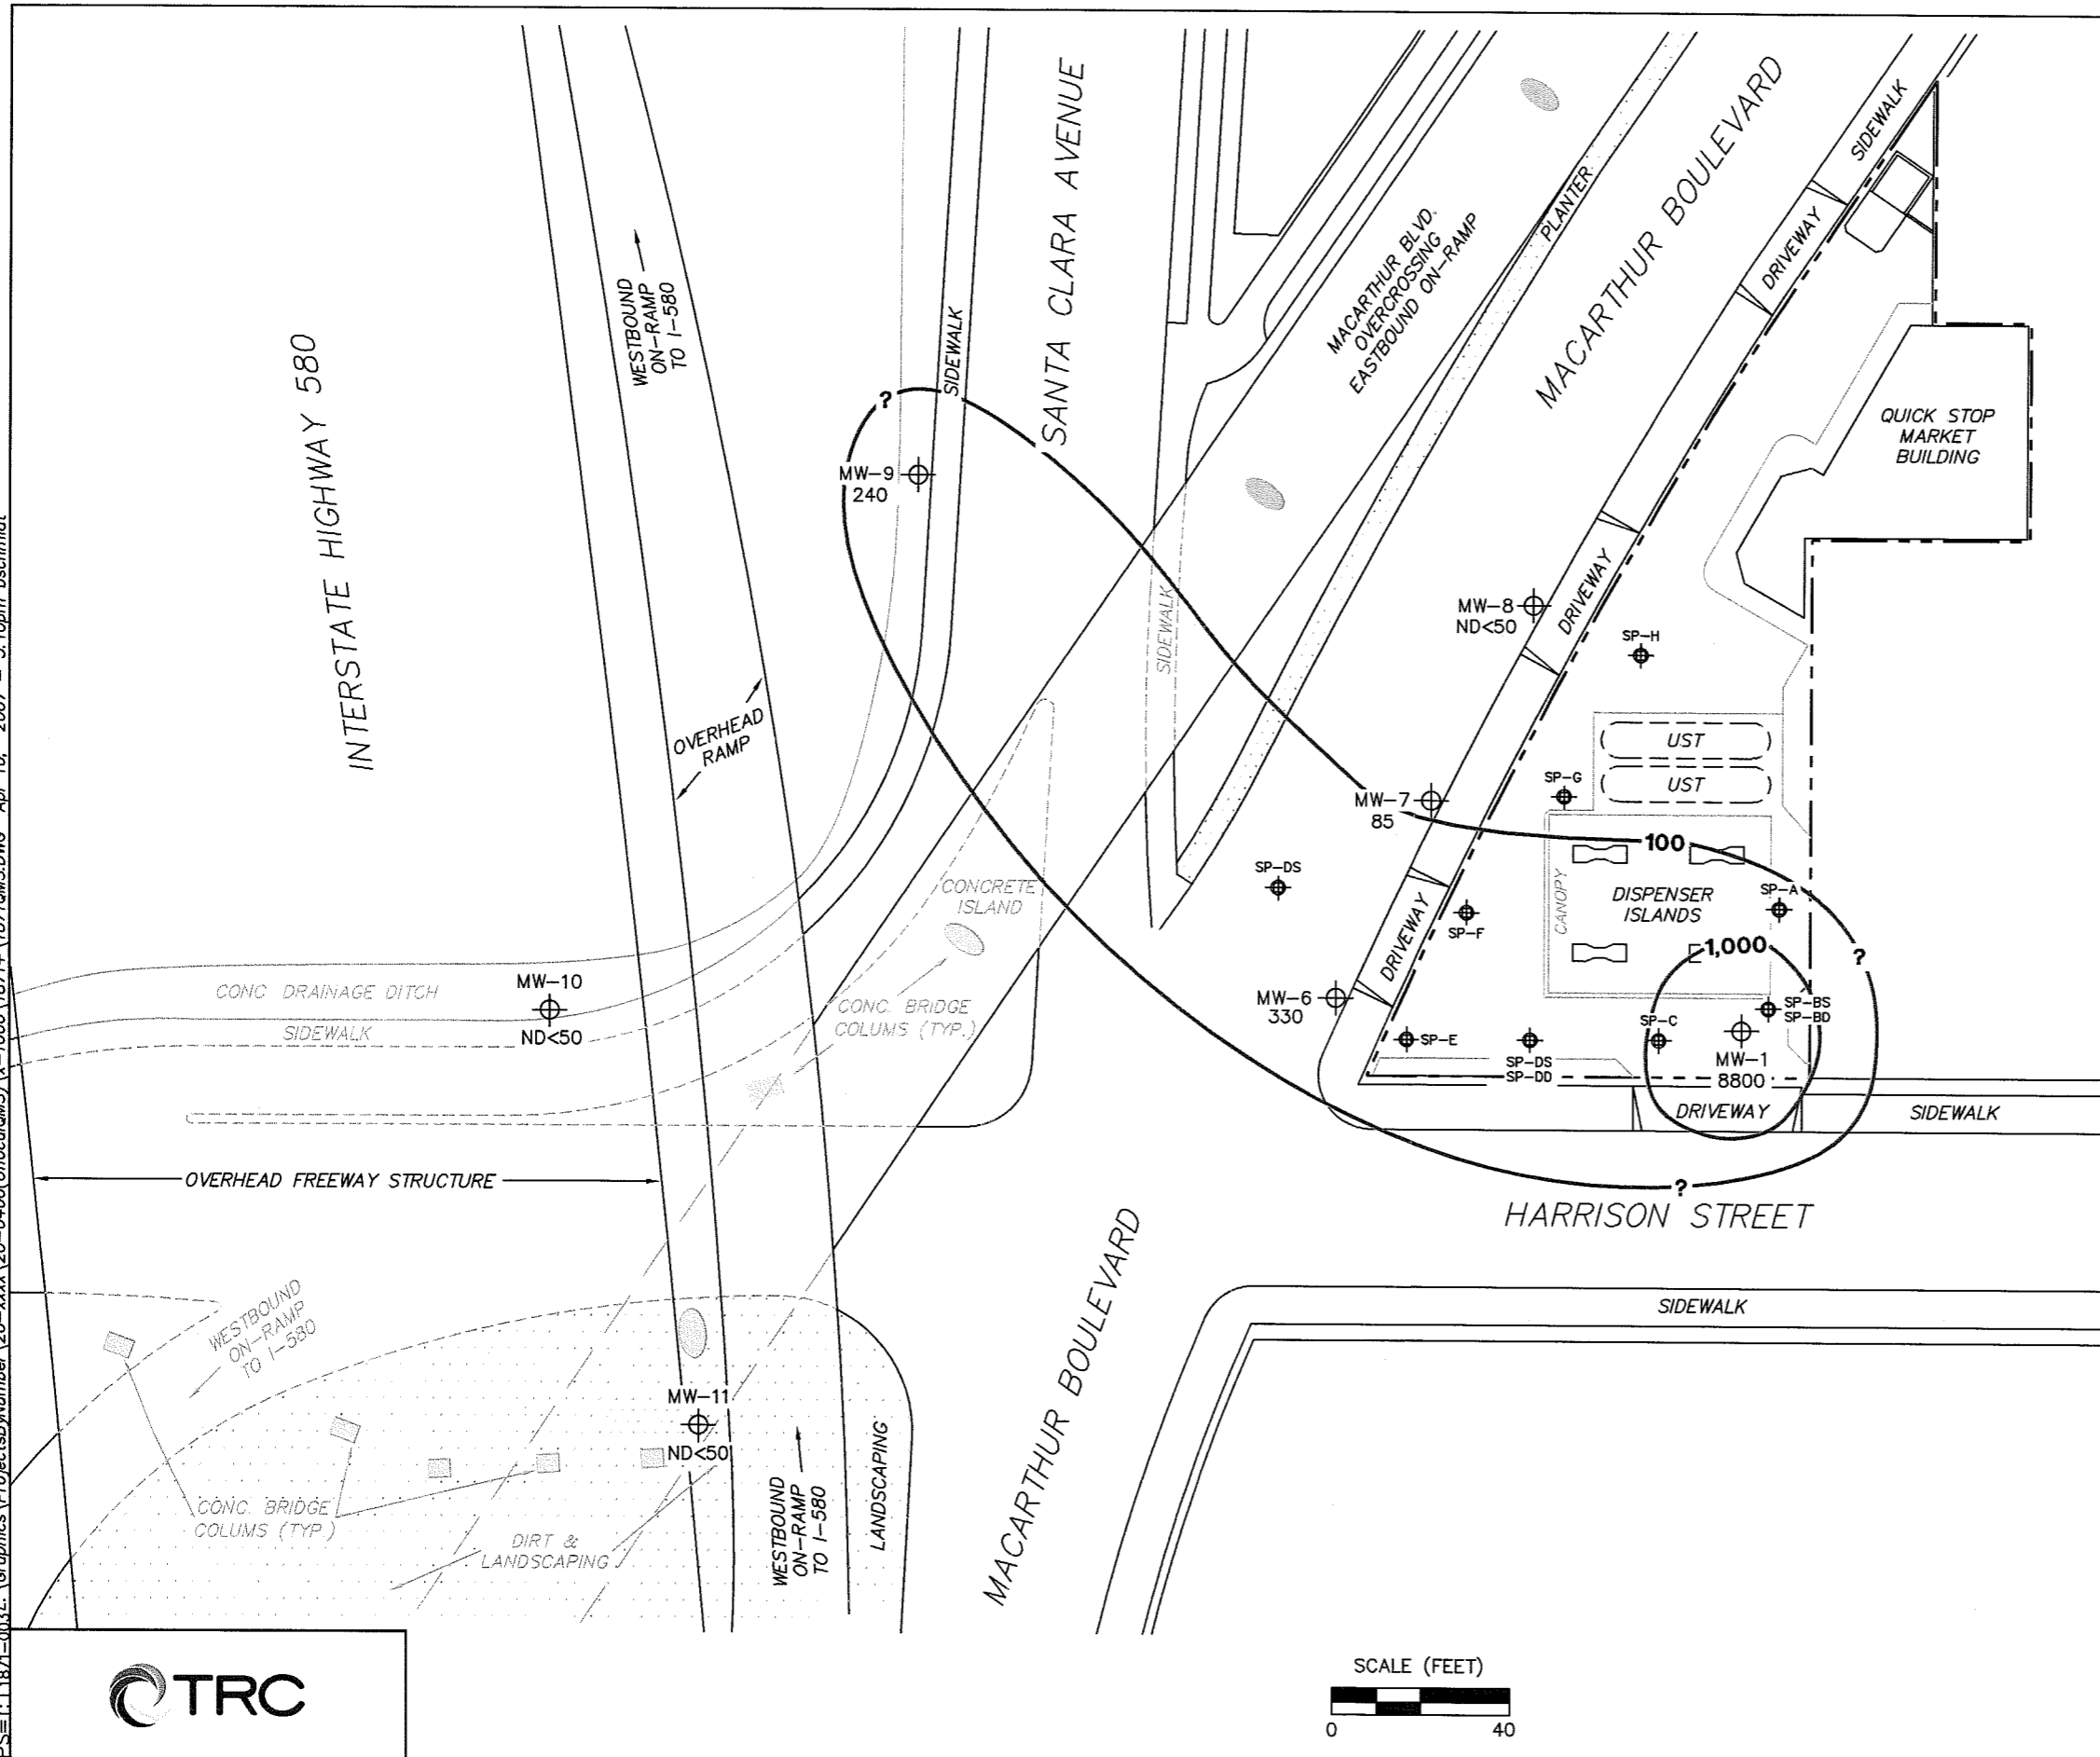 SANTA CLARA AVENUE
MACARTHUR BOULEVARD
SIDEWALK
DRIVEWAY
PLANTER
MACARTHUR BLVD.
OVERCROSSING
EASTBOUND ON-RAMP
WESTBOUND
ON-RAMP
TO I-580
INTERSTATE HIGHWAY 580
SIDEWALK
?
MW-9
240
QUICK STOP
MARKET
BUILDING
SIDEWALK
MW-8
ND<50
DRIVEWAY
SP-H
OVERHEAD
RAMP
UST
UST
SP-G
MW-7
85
100
SP-DS
CONCRETE
ISLAND
CANOPY
DISPENSER
ISLANDS
SP-A
SP-F
DRIVEWAY
1,000
?
MW-10
ND<50
CONC DRAINAGE DITCH
SIDEWALK
CONC. BRIDGE
COLUMS (TYP.)
MW-6
330
SP-E
SP-DS
SP-DD
SP-C
SP-BS
SP-BD
MW-1
8800
DRIVEWAY
SIDEWALK
OVERHEAD FREEWAY STRUCTURE
?
HARRISON STREET
SIDEWALK
WESTBOUND
ON-RAMP
TO I-580
MACARTHUR BOULEVARD
MW-11
ND<50
LANDSCAPING
WESTBOUND
ON-RAMP
TO I-580
CONC. BRIDGE
COLUMS (TYP.)
DIRT &
LANDSCAPING
SCALE (FEET)
0 40
TRC